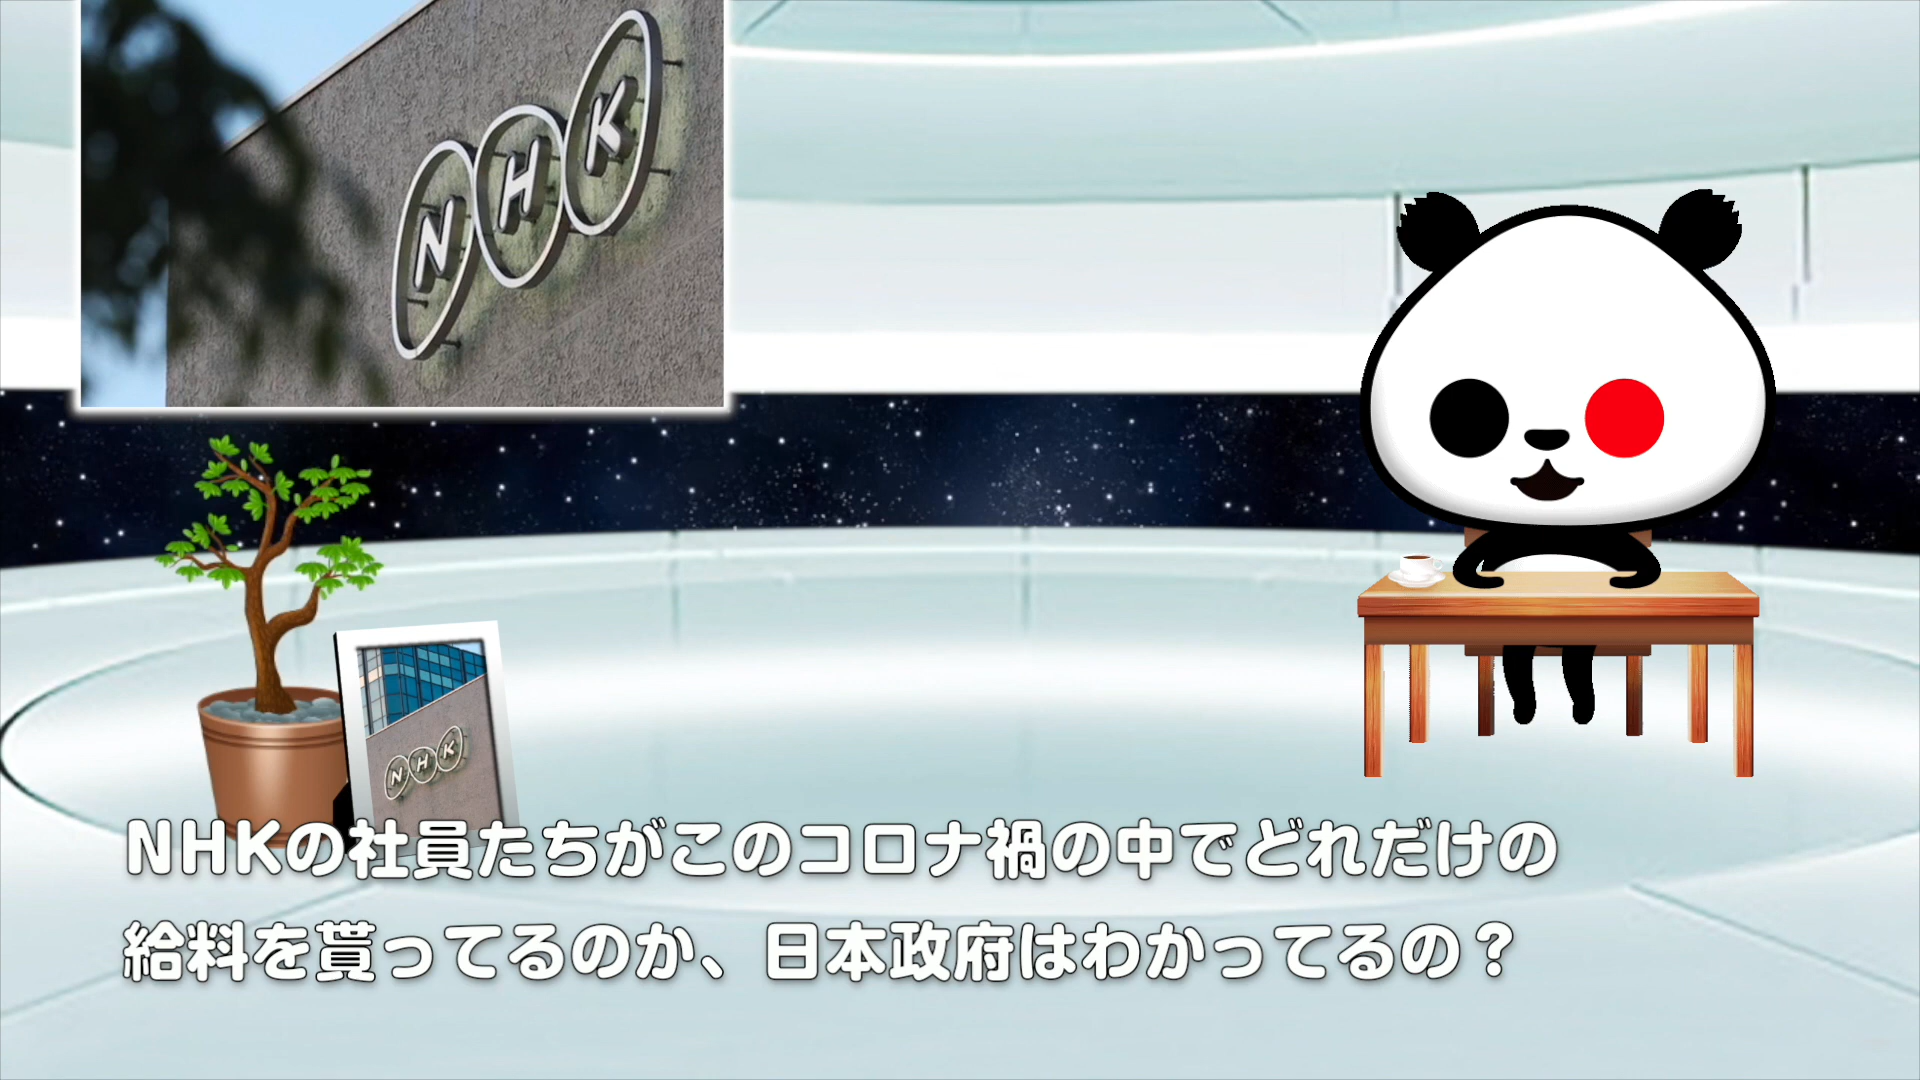 NHK
NHK
NHKの社員たちがこのコロナ禍の中でどれだけの
給料を貰ってるのか、日本政府はわかってるの？